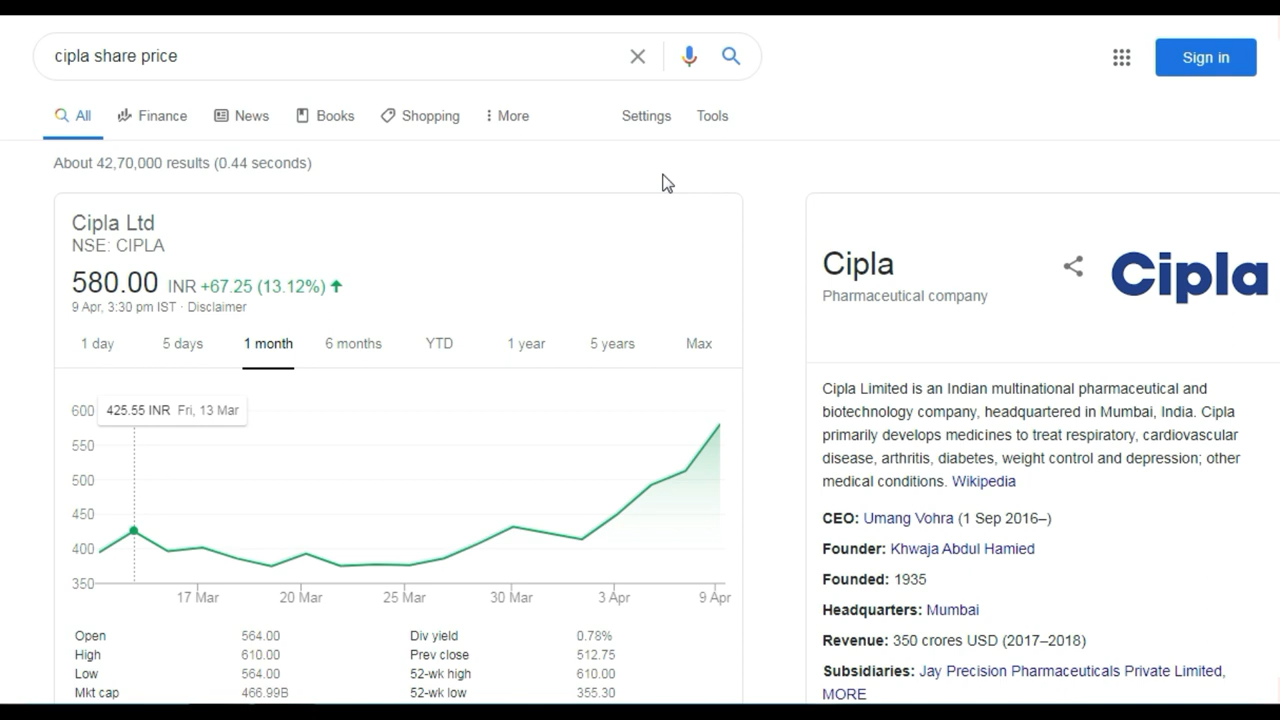 cipla share price
Sign in
All Finance News Books Shopping More Settings Tools
About 42,70,000 results (0.44 seconds)
Cipla Ltd
NSE: CIPLA
580.00 INR +67.25 (13.12%)
9 Apr, 3:30 pm IST · Disclaimer
1 day 5 days 1 month 6 months YTD 1 year 5 years Max
425.55 INR Fri, 13 Mar
600
550
500
450
400
350
17 Mar 20 Mar 25 Mar 30 Mar 3 Apr 9 Apr
Open 564.00 Div yield 0.78%
High 610.00 Prev close 512.75
Low 564.00 52-wk high 610.00
Mkt cap 466.99B 52-wk low 355.30
Cipla
Pharmaceutical company
Cipla
Cipla Limited is an Indian multinational pharmaceutical and
biotechnology company, headquartered in Mumbai, India. Cipla
primarily develops medicines to treat respiratory, cardiovascular
disease, arthritis, diabetes, weight control and depression; other
medical conditions. Wikipedia
CEO: Umang Vohra (1 Sep 2016–)
Founder: Khwaja Abdul Hamied
Founded: 1935
Headquarters: Mumbai
Revenue: 350 crores USD (2017–2018)
Subsidiaries: Jay Precision Pharmaceuticals Private Limited,
MORE